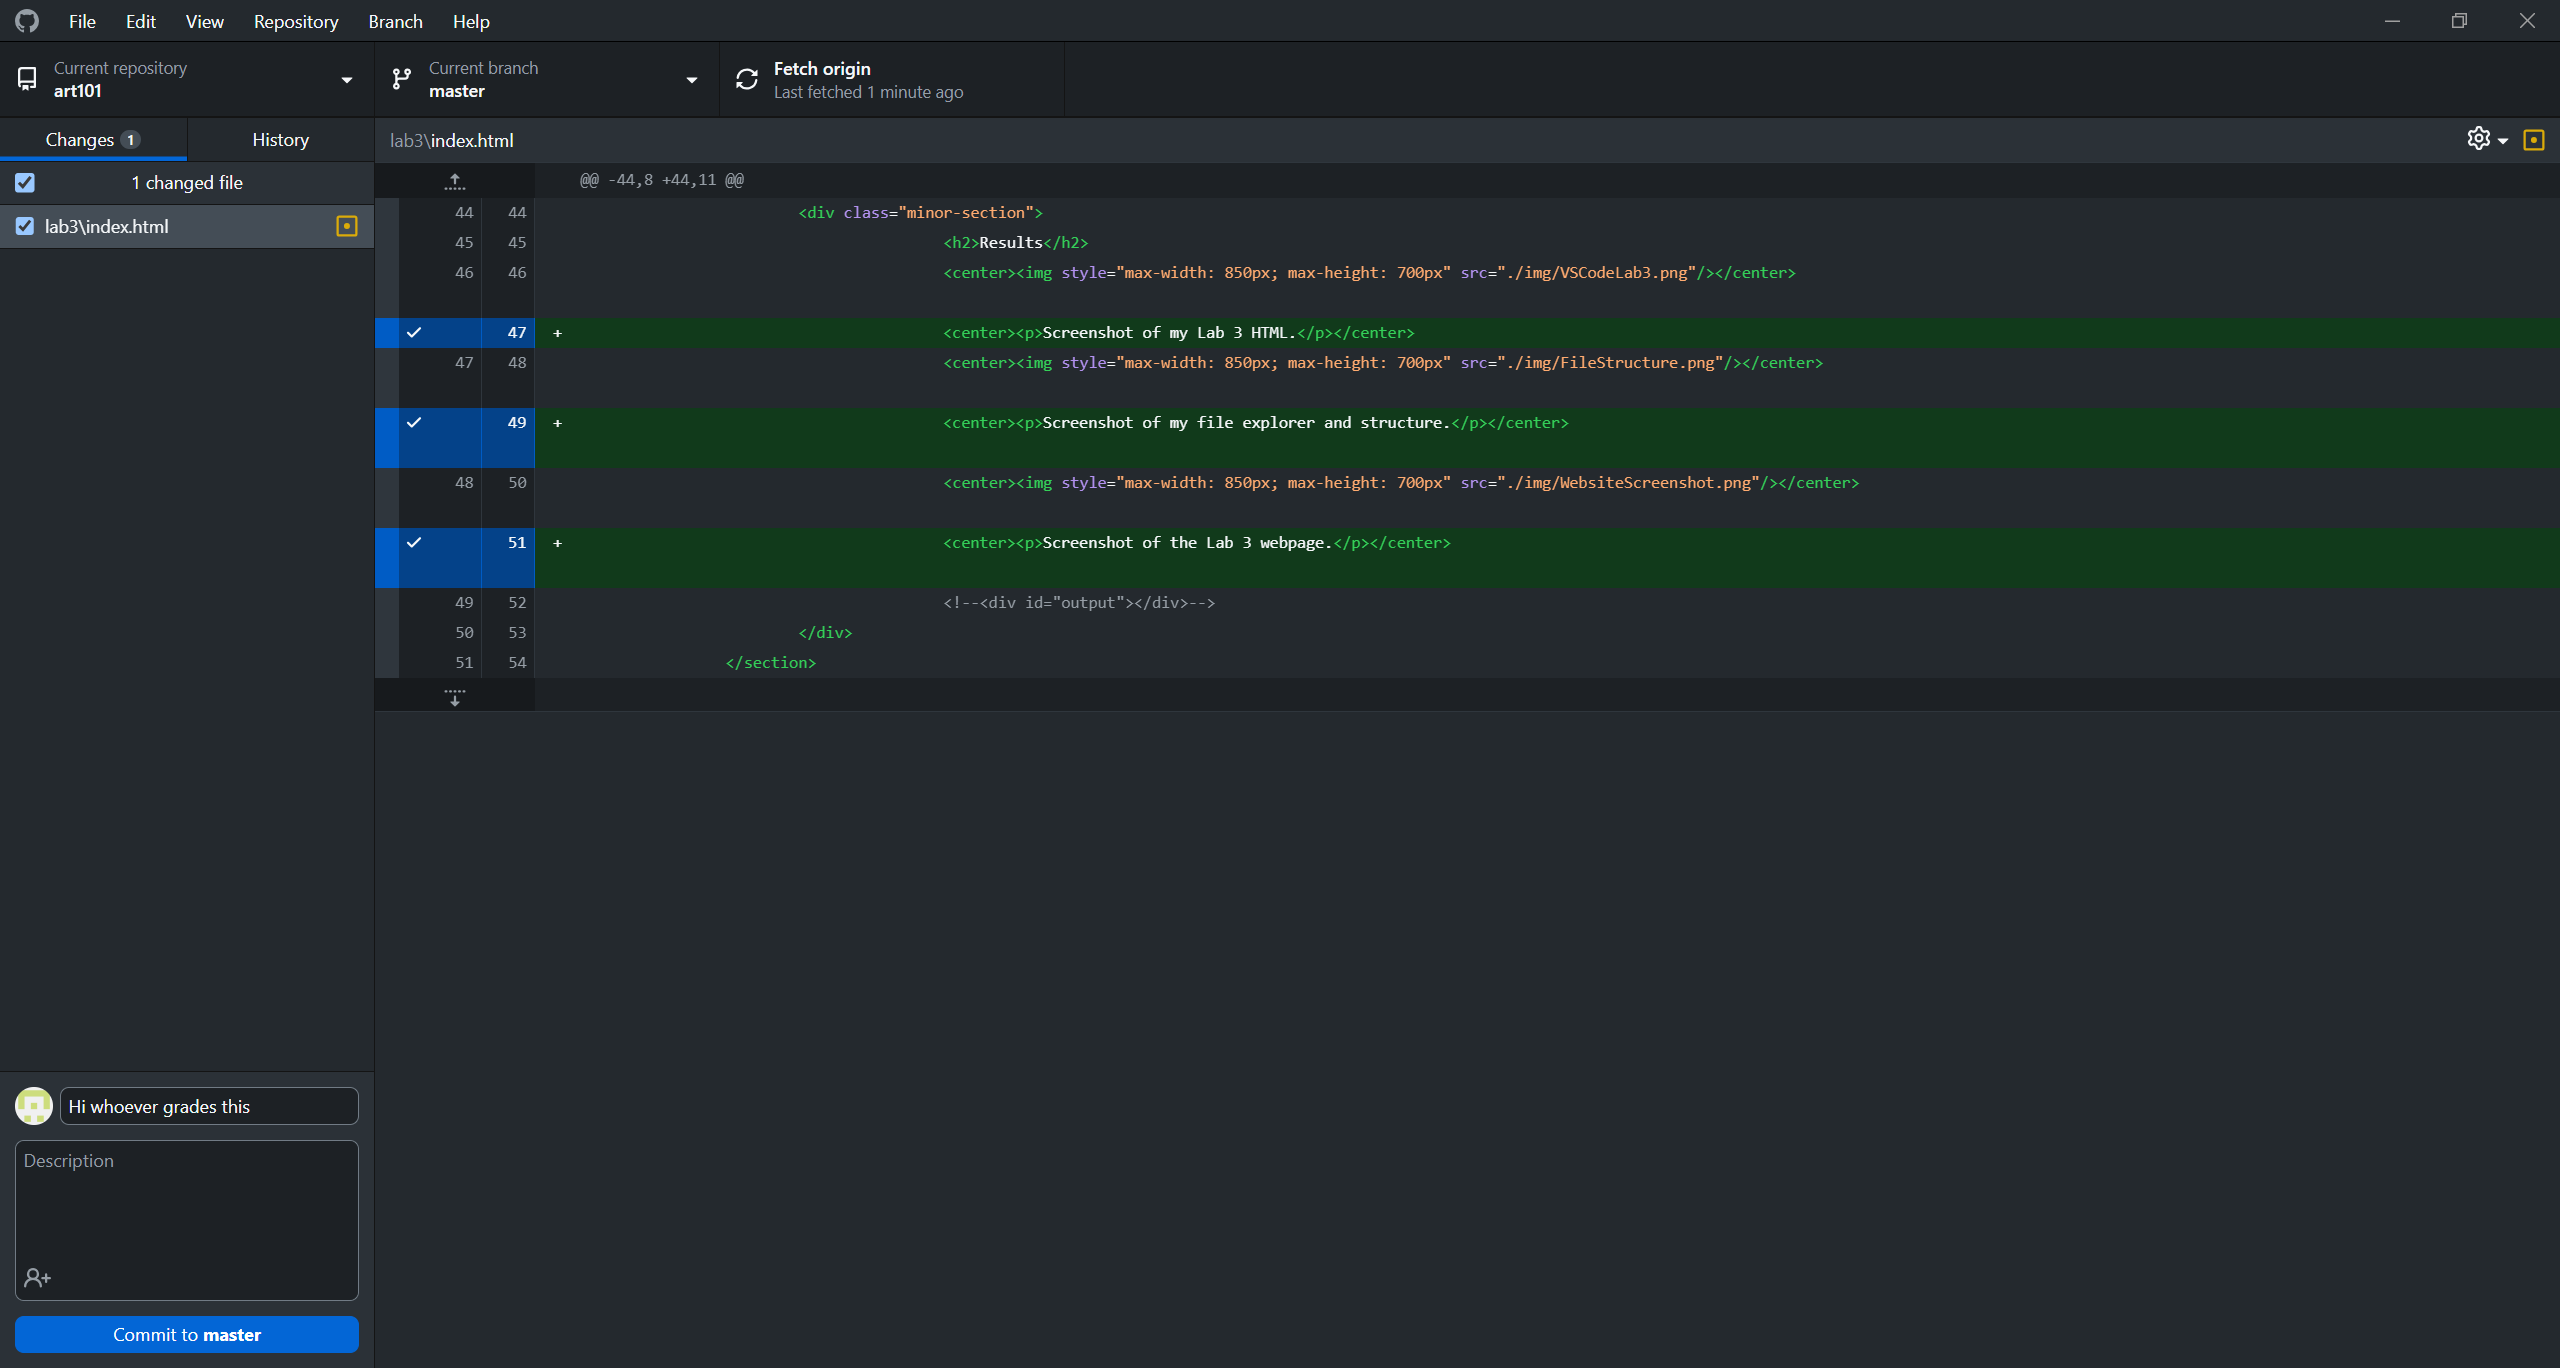 File Edit View Repository Branch Help
Current repository
art101
Current branch
master
Fetch origin
Last fetched 1 minute ago
Changes 1
History
1 changed file
lab3\index.html
lab3\index.html
@@ -44,8 +44,11 @@
44 44 <div class="minor-section">
45 45 <h2>Results</h2>
46 46 <center><img style="max-width: 850px; max-height: 700px" src="./img/VSCodeLab3.png"/></center>
47 + <center><p>Screenshot of my Lab 3 HTML.</p></center>
47 48 <center><img style="max-width: 850px; max-height: 700px" src="./img/FileStructure.png"/></center>
49 + <center><p>Screenshot of my file explorer and structure.</p></center>
48 50 <center><img style="max-width: 850px; max-height: 700px" src="./img/WebsiteScreenshot.png"/></center>
51 + <center><p>Screenshot of the Lab 3 webpage.</p></center>
49 52 <!--<div id="output"></div>-->
50 53 </div>
51 54 </section>
Hi whoever grades this
Description
Commit to master